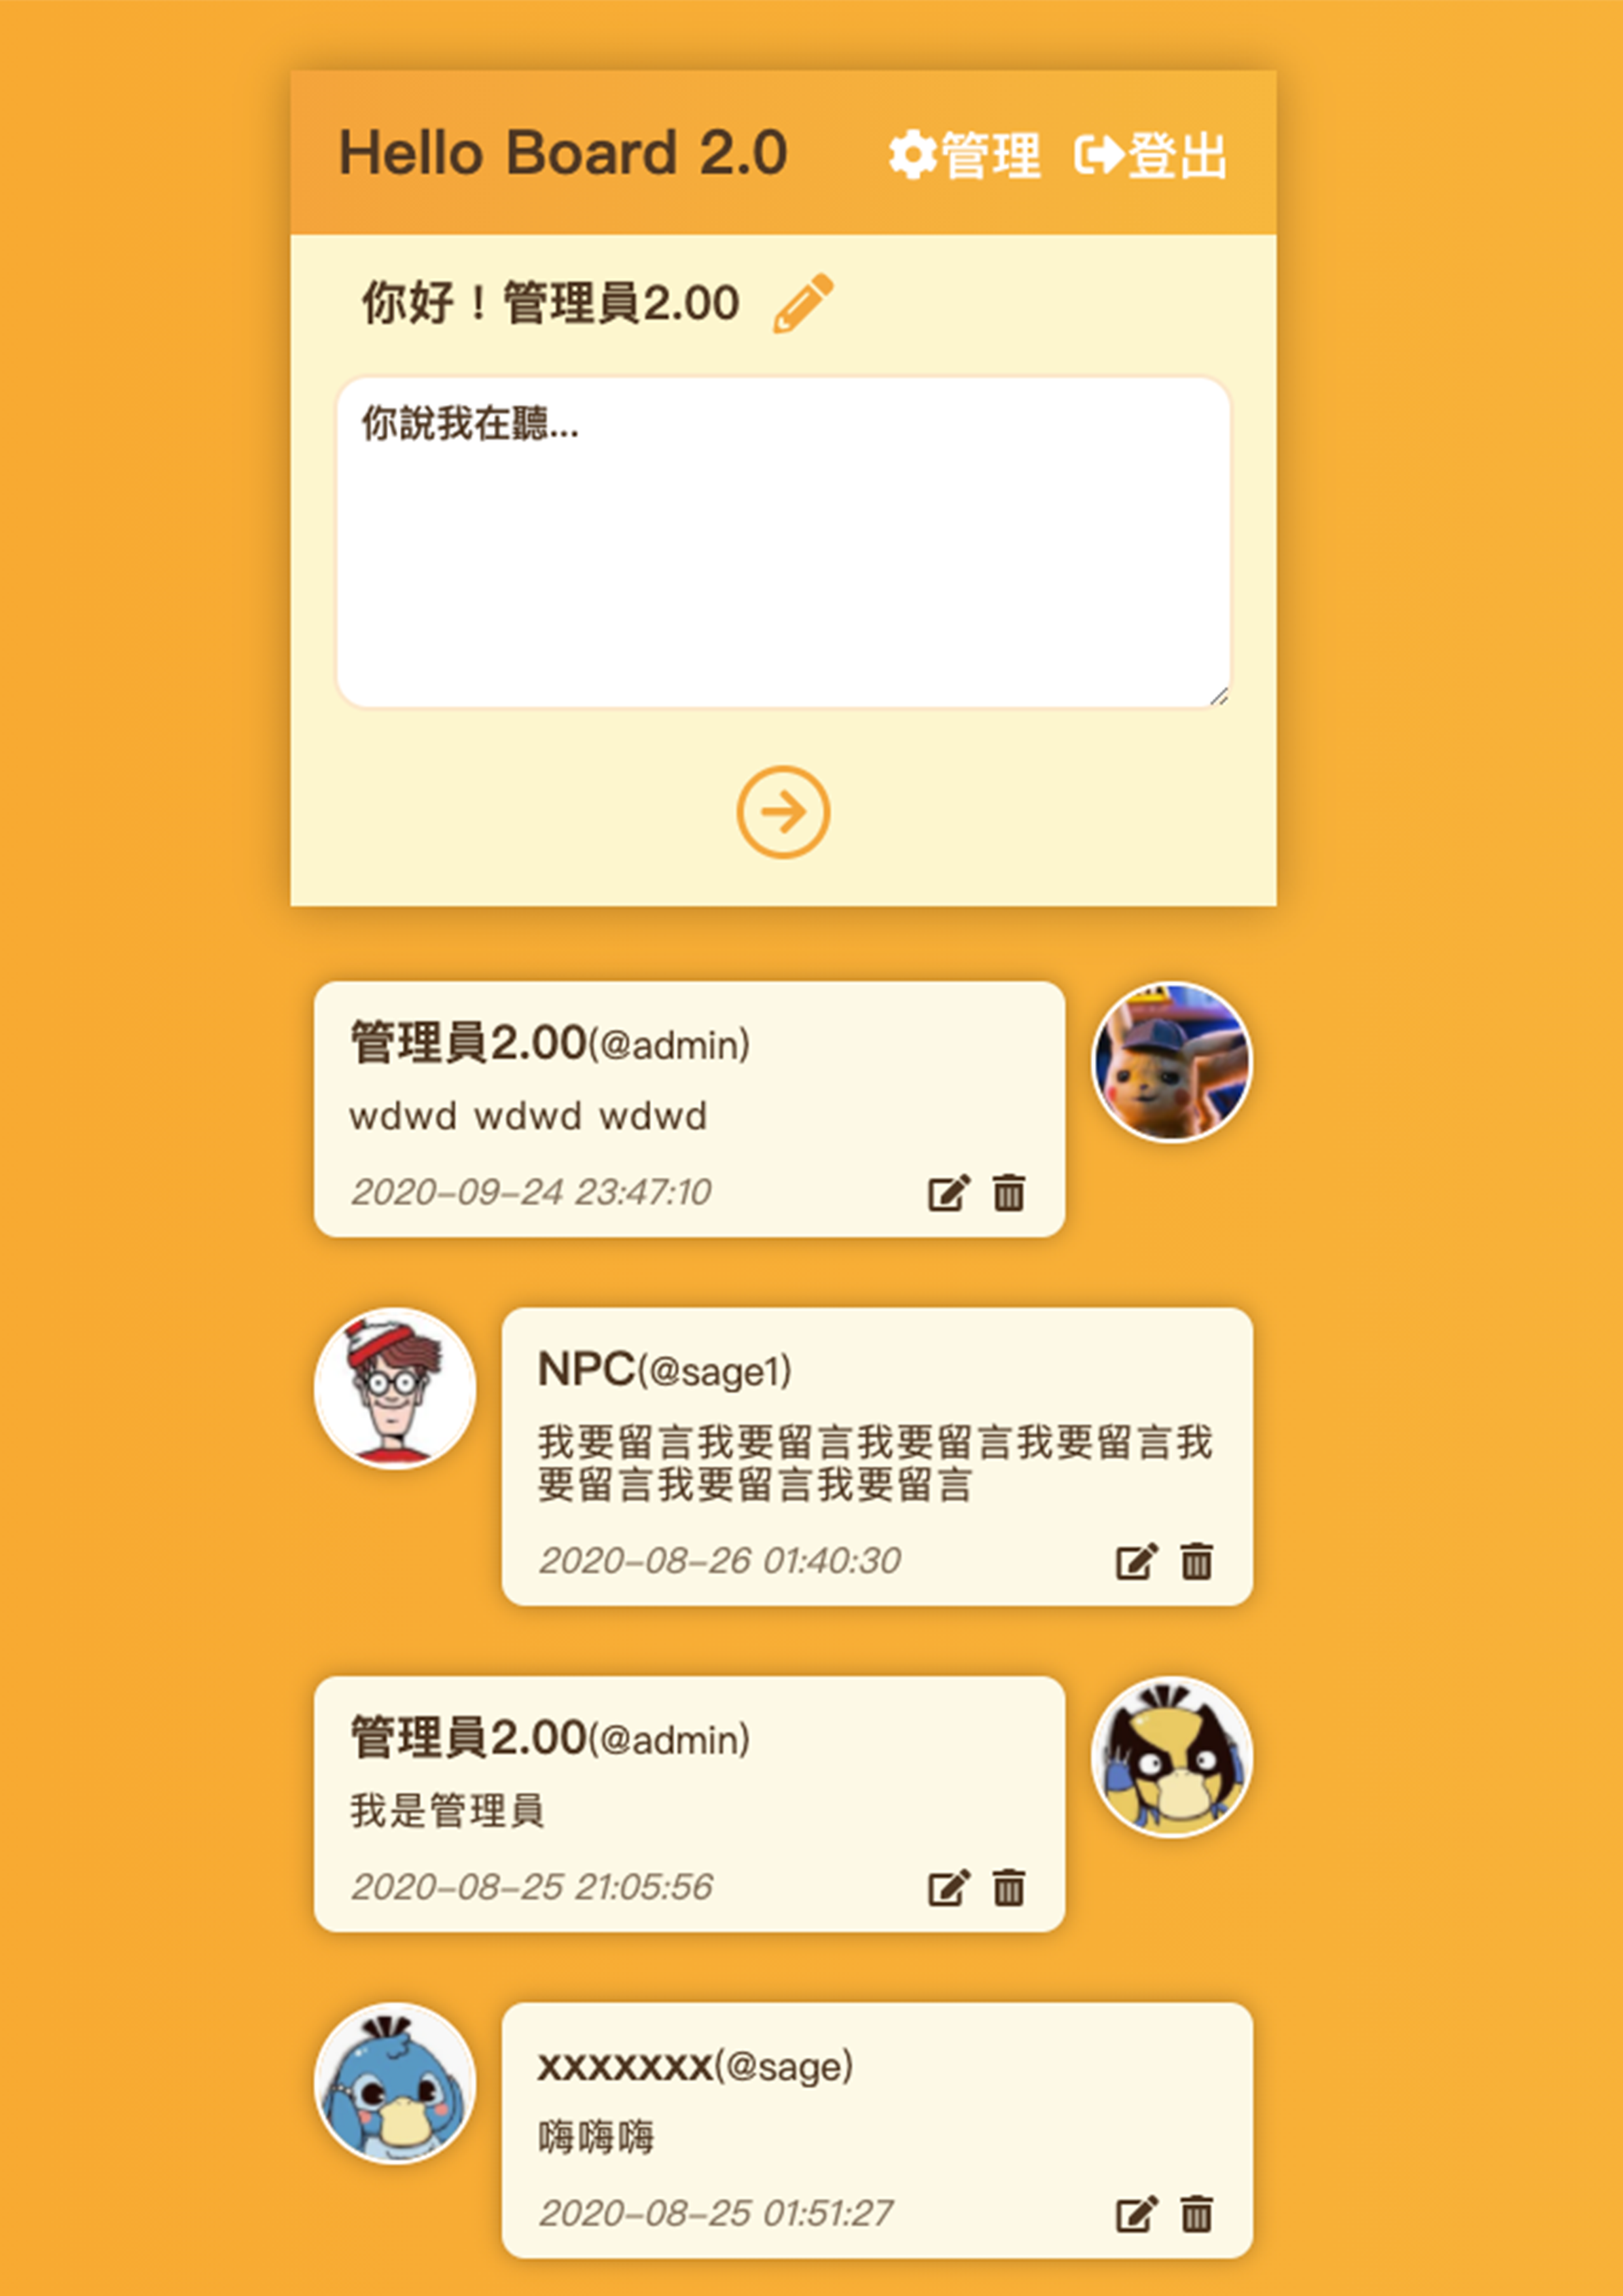 Hello Board 2.0 管理 登出
你好！管理員2.00
你說我在聽...
管理員2.00(@admin)
wdwd wdwd wdwd
2020-09-24 23:47:10
NPC(@sage1)
我要留言我要留言我要留言我要留言我
要留言我要留言我要留言
2020-08-26 01:40:30
管理員2.00(@admin)
我是管理員
2020-08-25 21:05:56
xxxxxxx(@sage)
嗨嗨嗨
2020-08-25 01:51:27